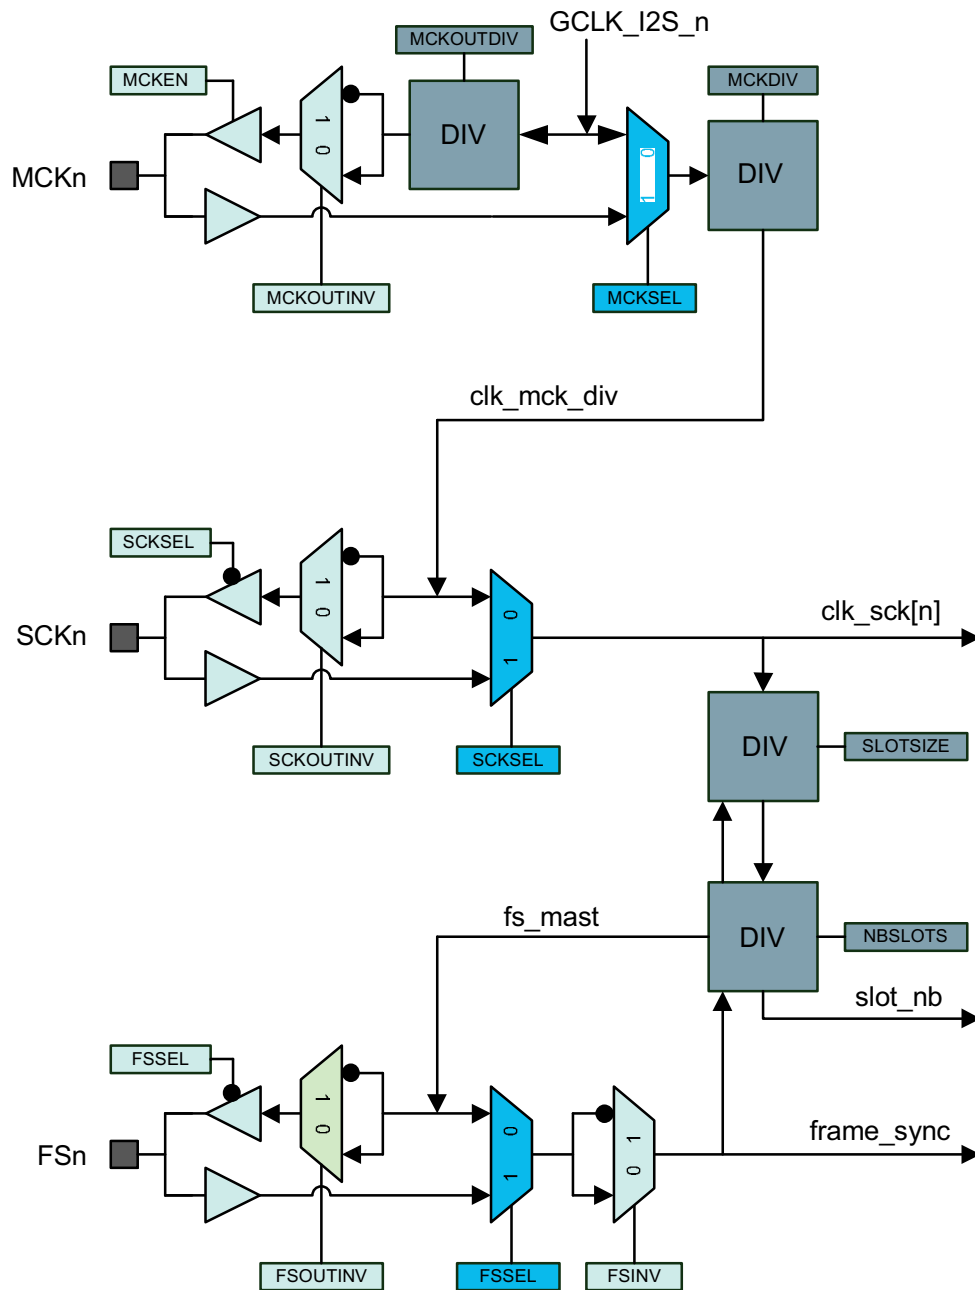 GCLK_I2S_n
MCKOUTDIV
MCKEN
MCKDIV
1
0
DIV
0
1
DIV
MCKn
MCKOUTINV
MCKSEL
clk_mck_div
SCKSEL
1
0
0
1
SCKn
clk_sck[n]
SCKOUTINV
SCKSEL
DIV
SLOTSIZE
fs_mast
DIV
NBSLOTS
slot_nb
FSSEL
1
0
0
1
1
0
FSn
frame_sync
FSOUTINV
FSSEL
FSINV